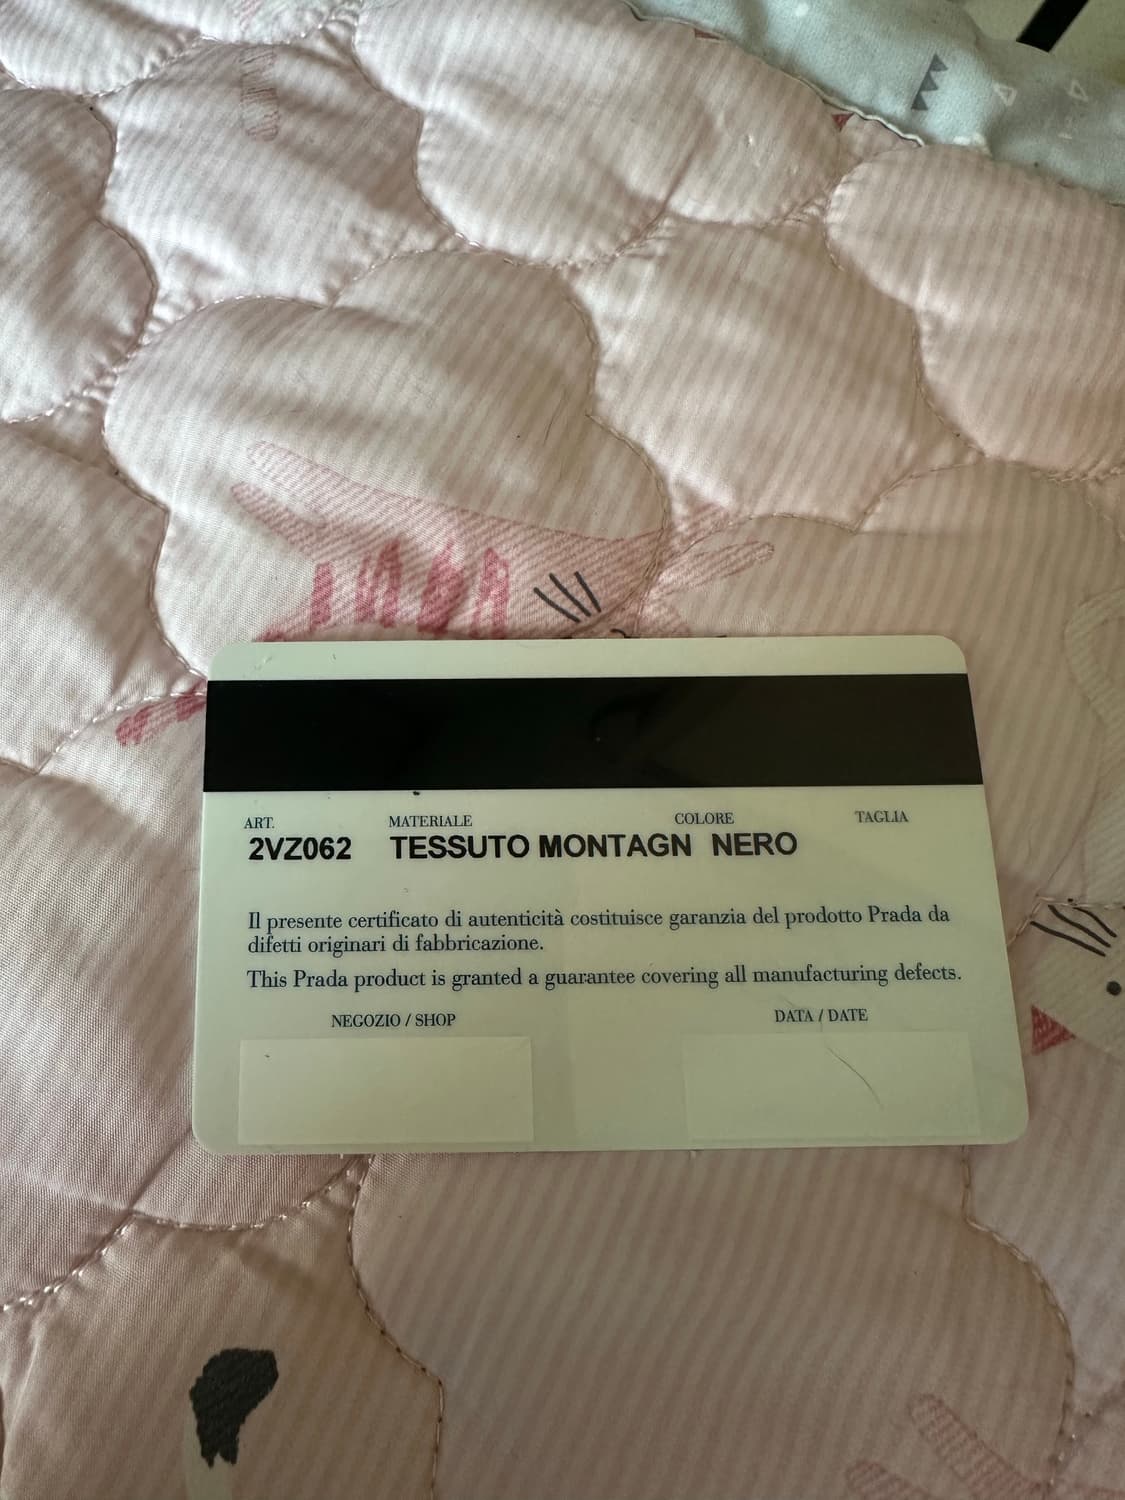 ART. MATERIALE COLORE TAGLIA
2VZ062 TESSUTO MONTAGN NERO
Il presente certificato di autenticità costituisce garanzia del prodotto Prada da
difetti originari di fabbricazione.
This Prada product is granted a guarantee covering all manufacturing defects.
NEGOZIO / SHOP DATA / DATE